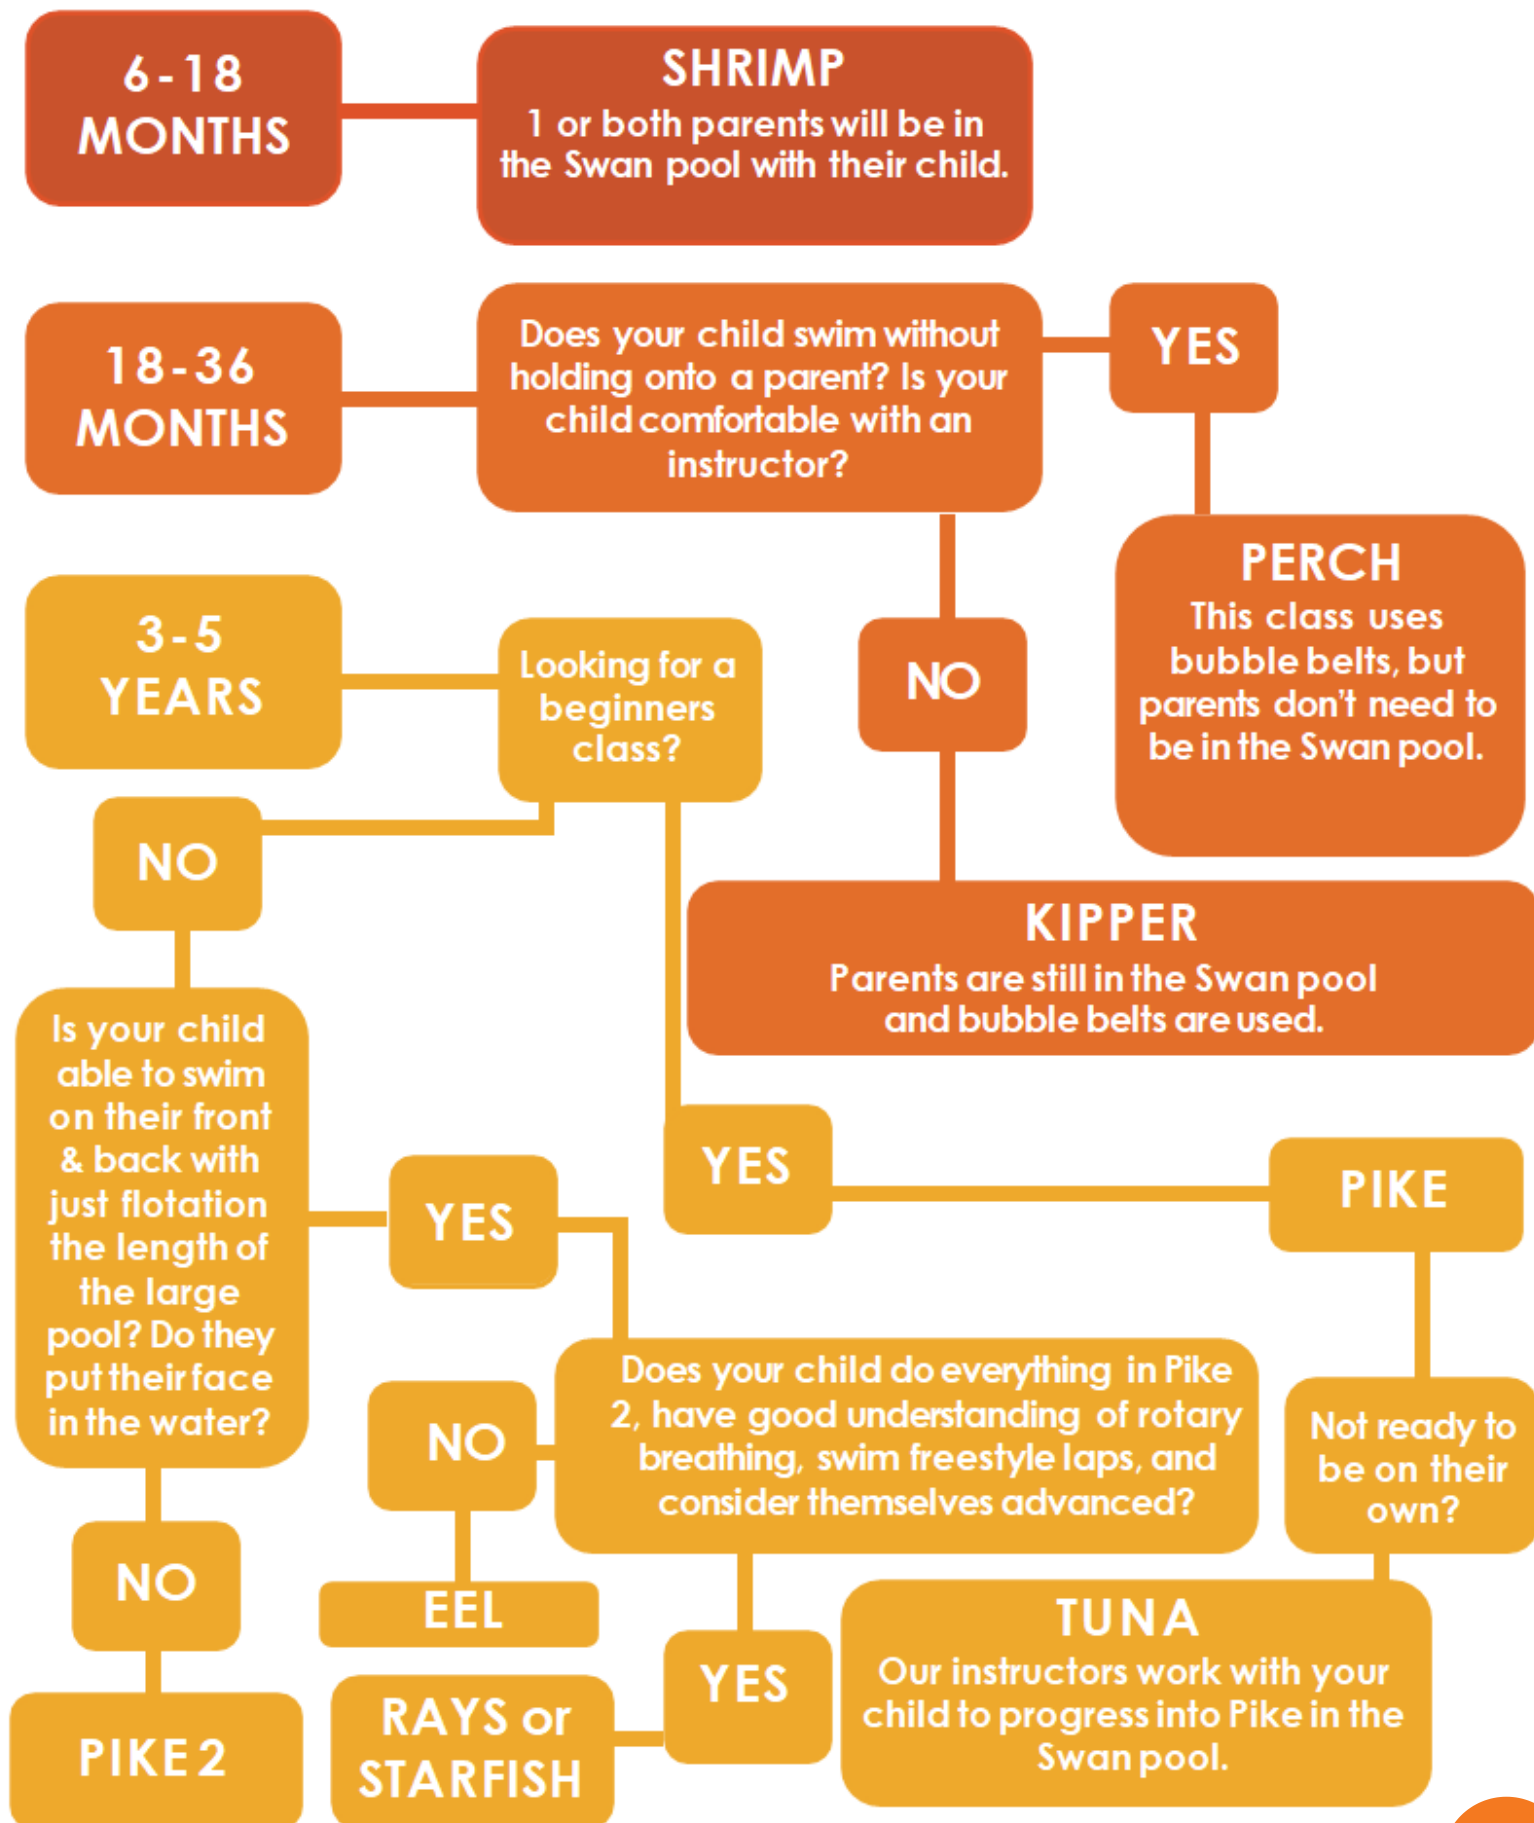 6-18
MONTHS
SHRIMP
1 or both parents will be in
the Swan pool with their child.
18-36
MONTHS
Does your child swim without
holding onto a parent? Is your
child comfortable with an
instructor?
YES
PERCH
This class uses
bubble belts, but
parents don't need to
be in the Swan pool.
NO
KIPPER
Parents are still in the Swan pool
and bubble belts are used.
3-5
YEARS
Looking for a
beginners
class?
NO
Is your child
able to swim
on their front
& back with
just flotation
the length of
the large
pool? Do they
put their face
in the water?
YES
YES
PIKE
Does your child do everything in Pike
2, have good understanding of rotary
breathing, swim freestyle laps, and
consider themselves advanced?
Not ready to
be on their
own?
NO
EEL
NO
PIKE 2
YES
RAYS or
STARFISH
TUNA
Our instructors work with your
child to progress into Pike in the
Swan pool.